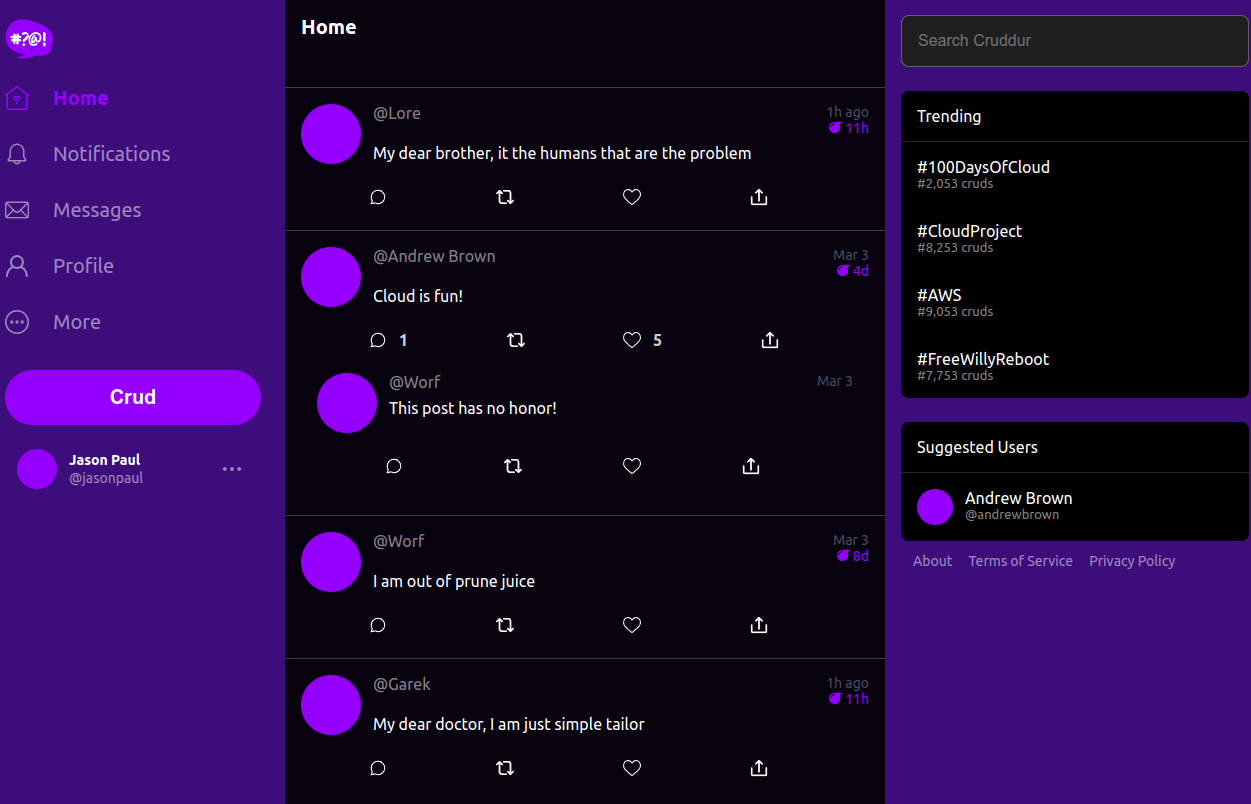 #?@!
Home
Notifications
Messages
Profile
More
Crud
Jason Paul
@jasonpaul
Home
@Lore
1h ago
11h
My dear brother, it the humans that are the problem
@Andrew Brown
Mar 3
4d
Cloud is fun!
1
5
@Worf
Mar 3
This post has no honor!
@Worf
Mar 3
8d
I am out of prune juice
@Garek
1h ago
11h
My dear doctor, I am just simple tailor
Search Cruddur
Trending
#100DaysOfCloud
#2,053 cruds
#CloudProject
#8,253 cruds
#AWS
#9,053 cruds
#FreeWillyReboot
#7,753 cruds
Suggested Users
Andrew Brown
@andrewbrown
About Terms of Service Privacy Policy